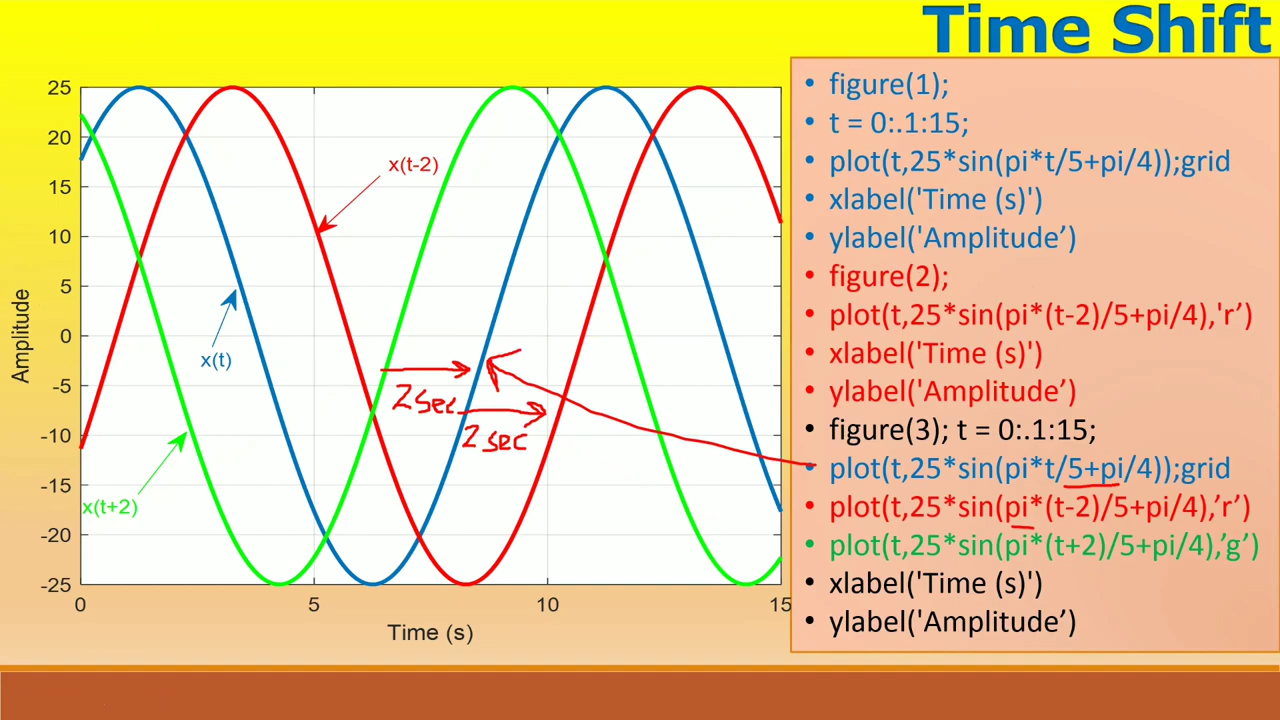 Time Shift
25
20
15
10
5
0
-5
-10
-15
-20
-25
Amplitude
0
5
10
15
Time (s)
x(t-2)
x(t)
x(t+2)
2sec
2sec
• figure(1);
• t = 0:.1:15;
• plot(t,25*sin(pi*t/5+pi/4));grid
• xlabel('Time (s)')
• ylabel('Amplitude’)
• figure(2);
• plot(t,25*sin(pi*(t-2)/5+pi/4),'r’)
• xlabel('Time (s)')
• ylabel('Amplitude’)
• figure(3); t = 0:.1:15;
• plot(t,25*sin(pi*t/5+pi/4));grid
• plot(t,25*sin(pi*(t-2)/5+pi/4),’r’)
• plot(t,25*sin(pi*(t+2)/5+pi/4),’g’)
• xlabel('Time (s)')
• ylabel('Amplitude’)